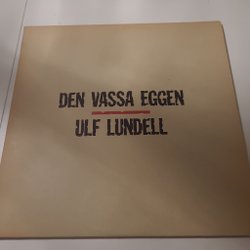 DEN VASSA EGGEN
ULF LUNDELL